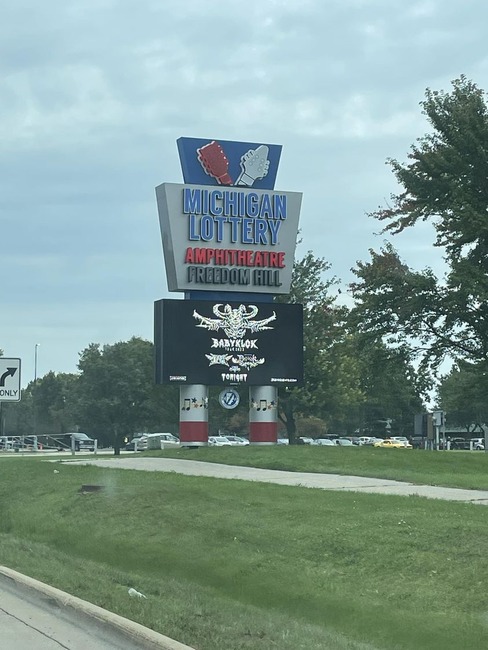 MICHIGAN
LOTTERY
AMPHITHEATRE
FREEDOM HILL
BABYKLOK
TONIGHT
ONLY